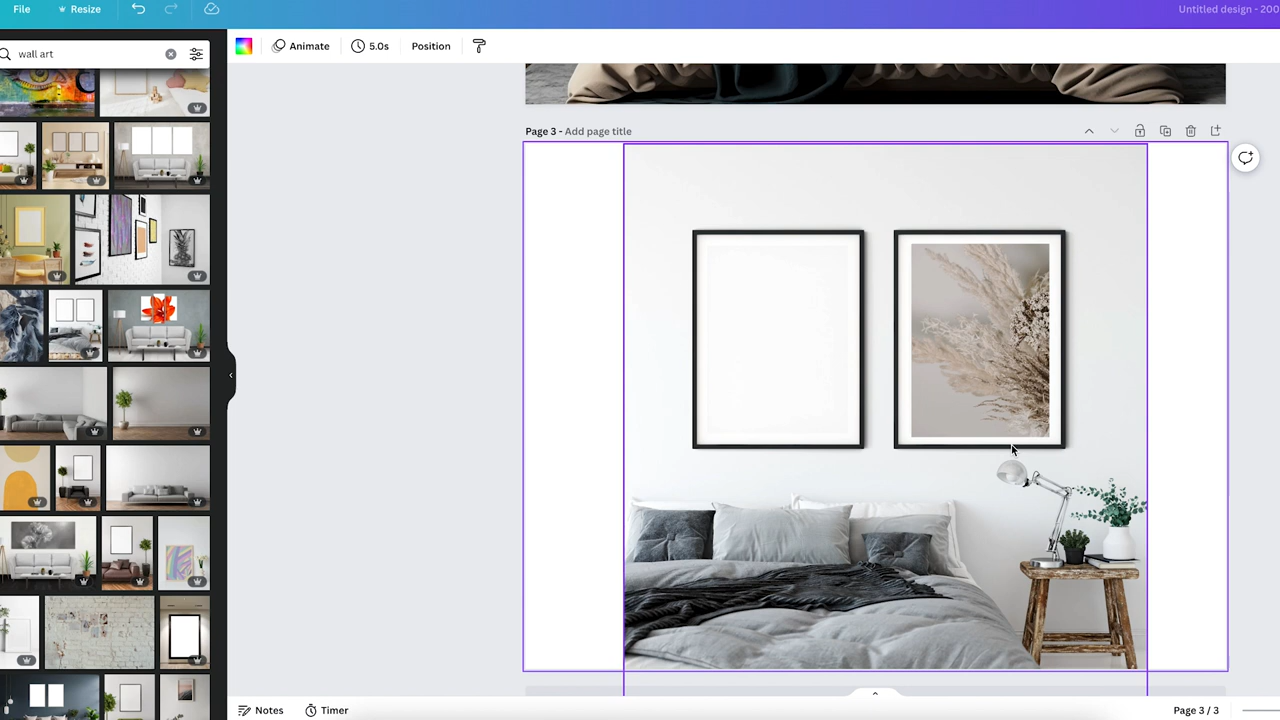 File
Resize
Untitled design - 200
wall art
Animate
5.0s
Position
Page 3 - Add page title
Notes
Timer
Page 3 / 3